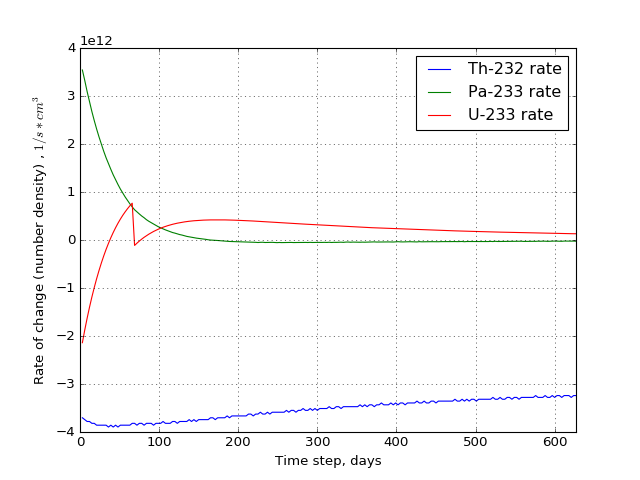 1e12
4
3
2
1
0
−1
−2
−3
−4
Rate of change (number density) , 1/s * cm³
0 100 200 300 400 500 600
Time step, days
Th-232 rate
Pa-233 rate
U-233 rate